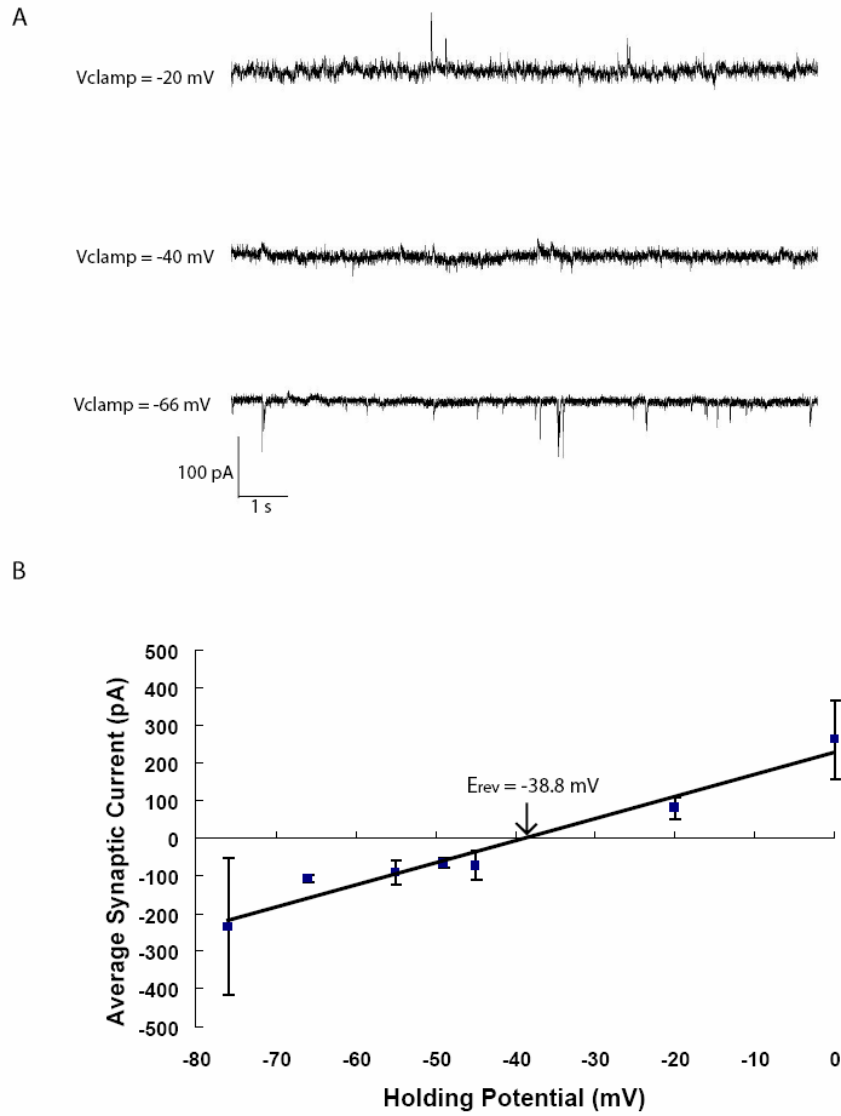 A
Vclamp = -20 mV
Vclamp = -40 mV
Vclamp = -66 mV
100 pA
1 s
B
Average Synaptic Current (pA)
500
400
300
200
100
0
-100
-200
-300
-400
-500
Erev = -38.8 mV
-80 -70 -60 -50 -40 -30 -20 -10 0
Holding Potential (mV)